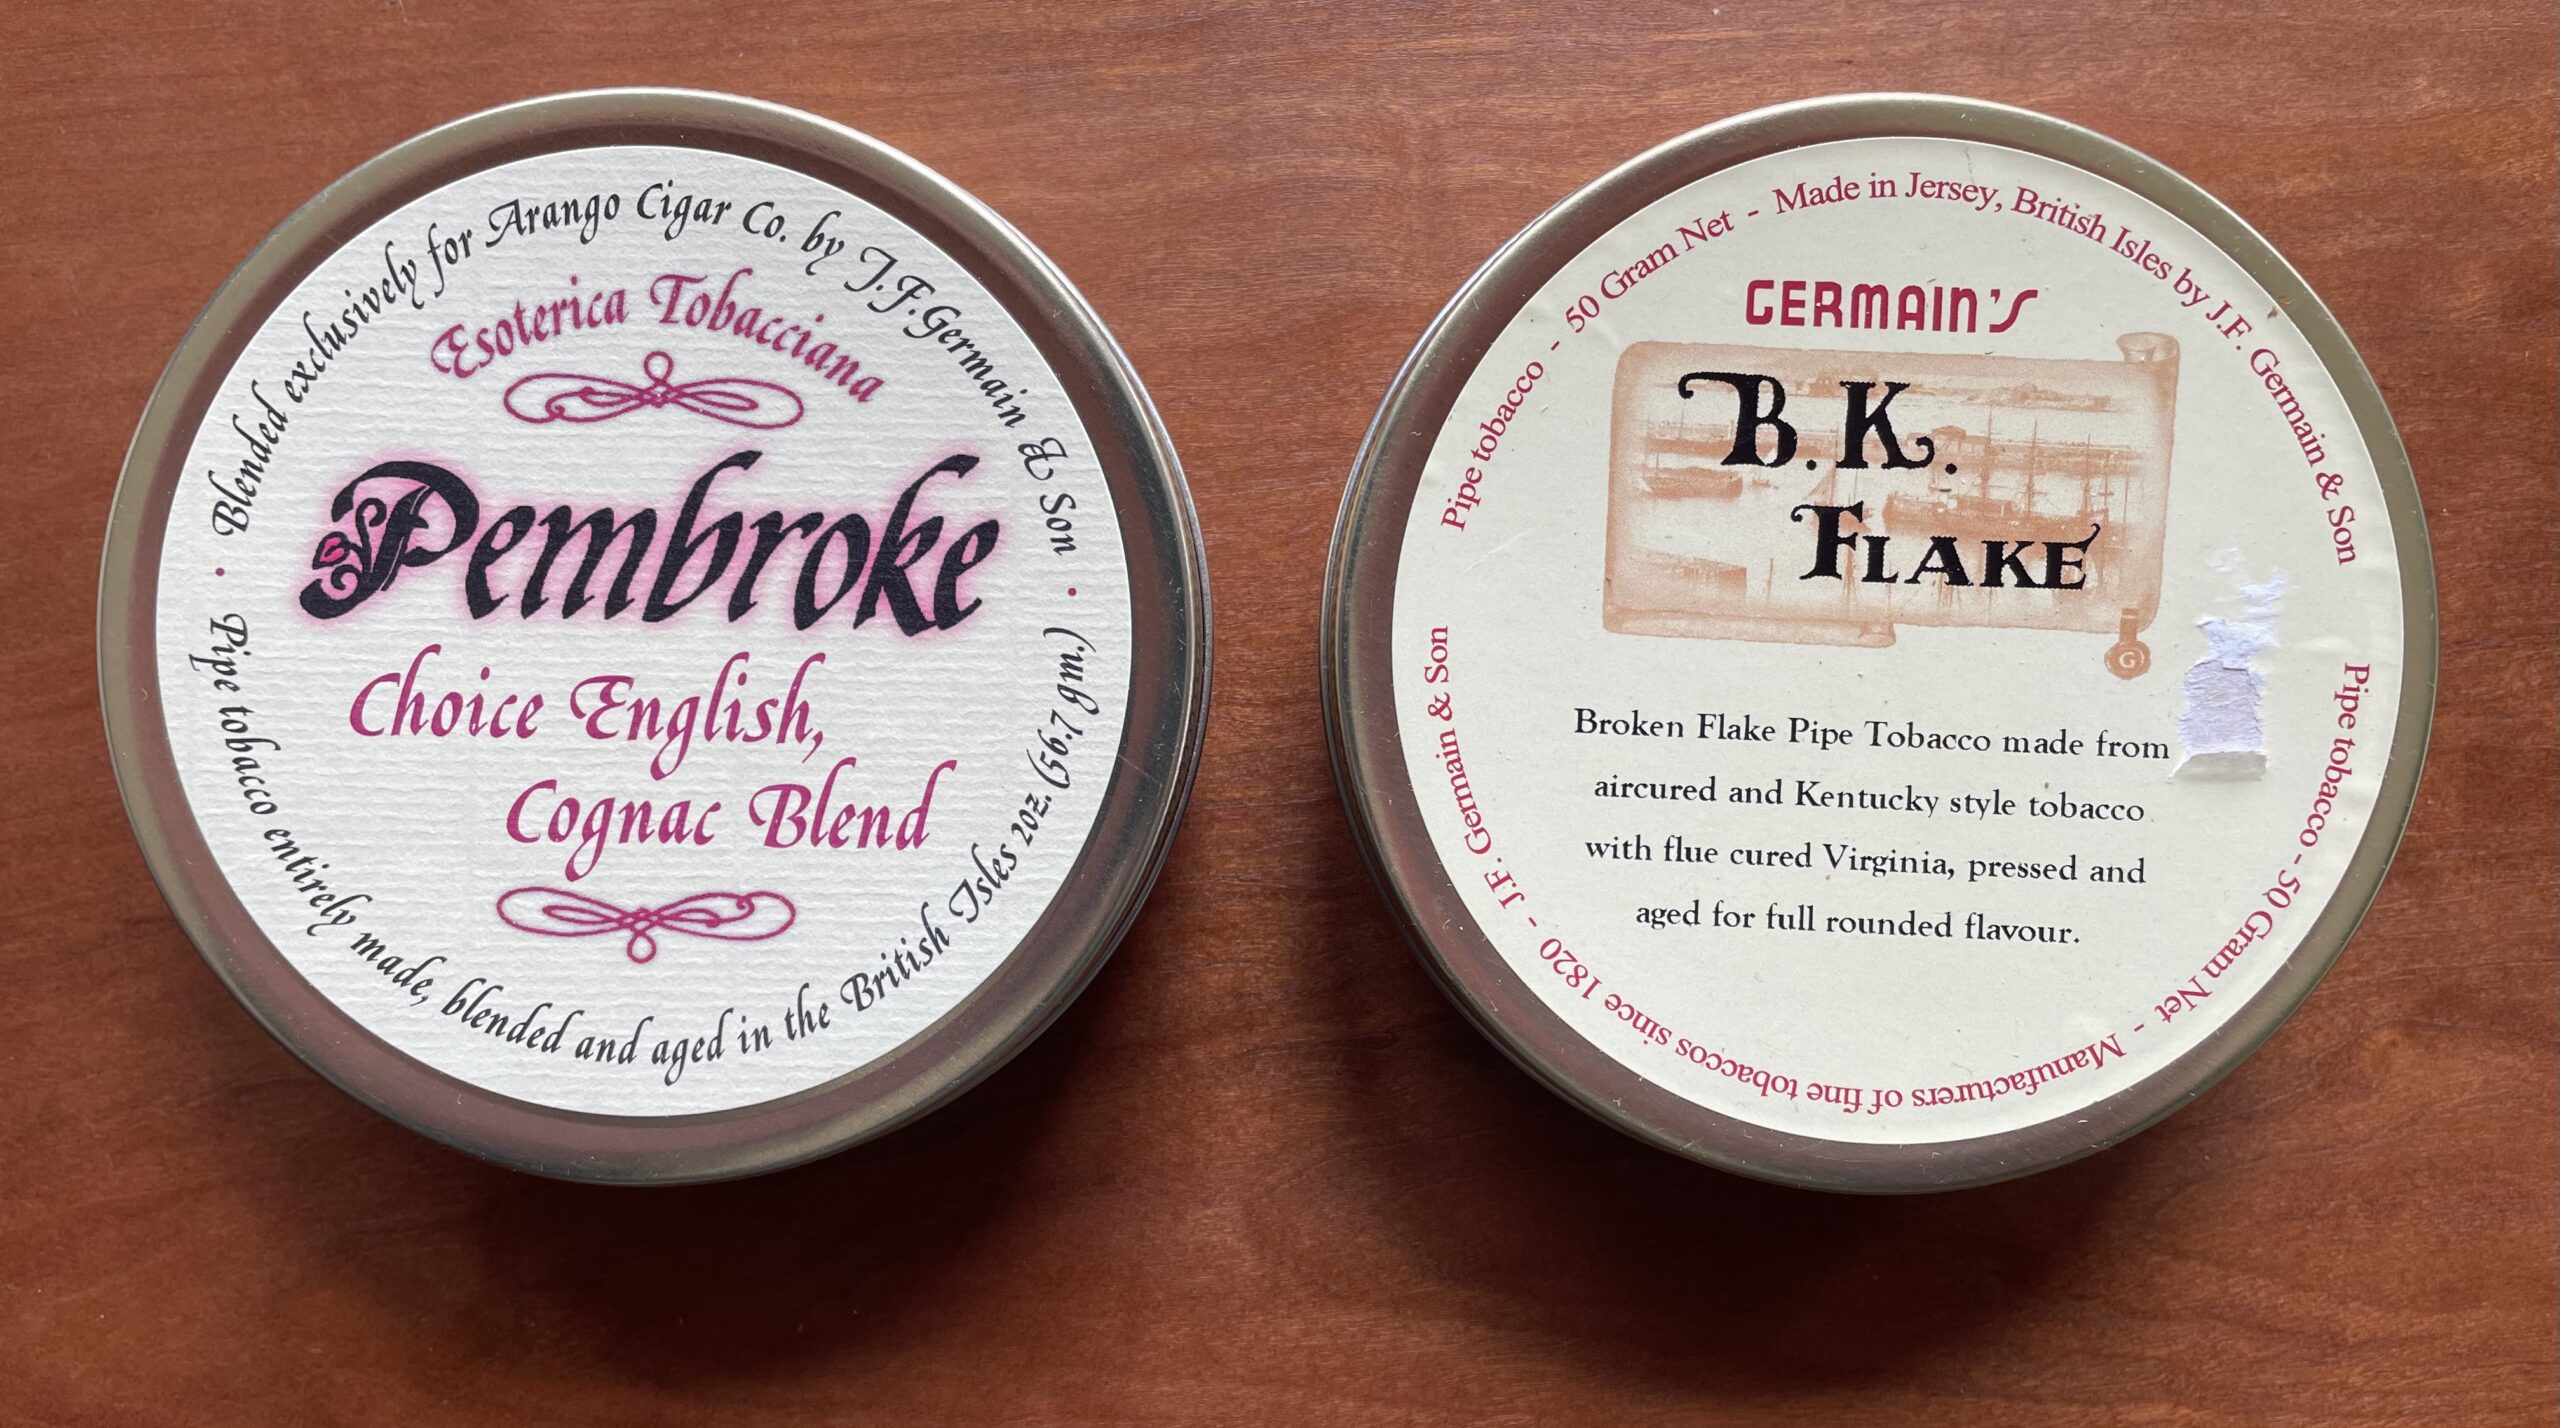 · Blended exclusively for Arango Cigar Co. by J.F.Germain & Son ·
Esoterica Tobacciana
Pembroke
Choice English,
Cognac Blend
Pipe tobacco entirely made, blended and aged in the British Isles 2oz. (56.7 gm.)
Pipe tobacco - 50 Gram Net - Made in Jersey, British Isles by J.F. Germain & Son
GERMAIN'S
B.K.
FLAKE
G
Broken Flake Pipe Tobacco made from
aircured and Kentucky style tobacco
with flue cured Virginia, pressed and
aged for full rounded flavour.
Pipe tobacco - 50 Gram Net - Manufacturers of fine tobaccos since 1820 - J.F. Germain & Son